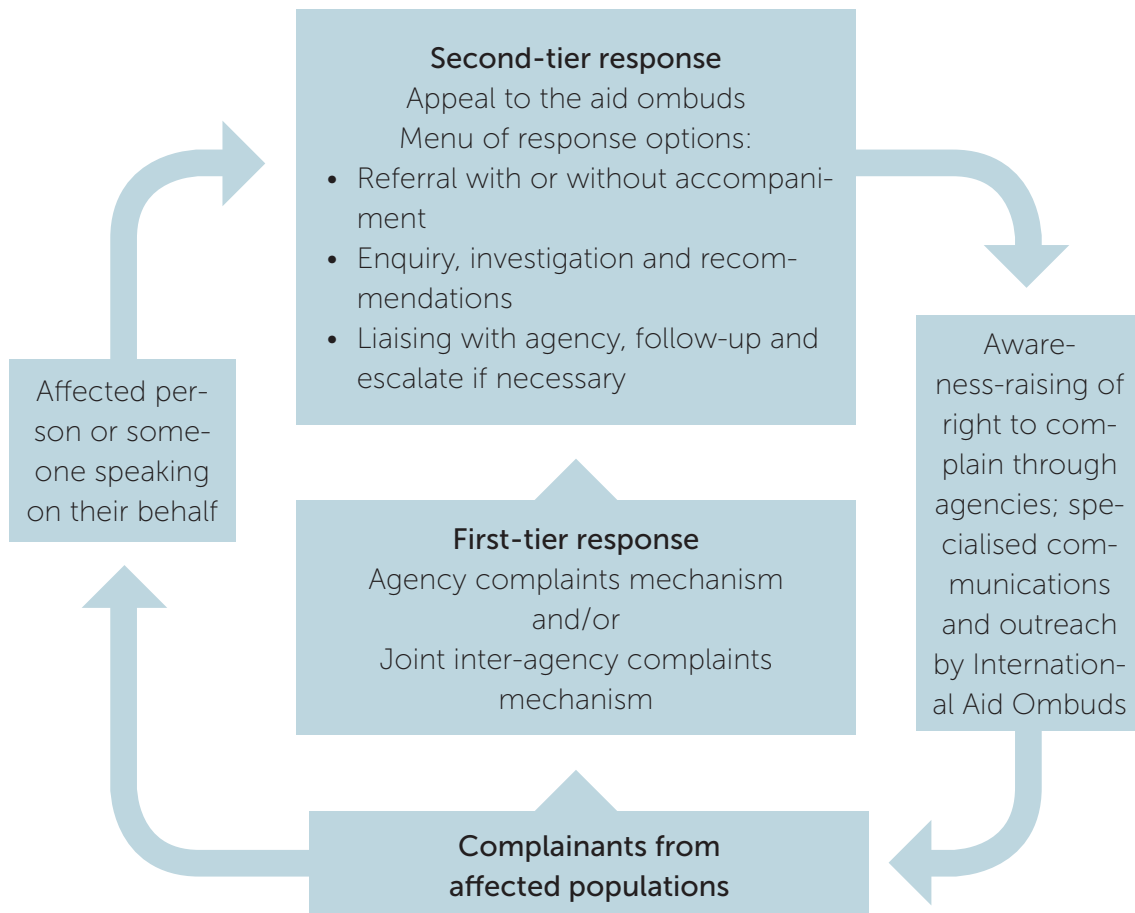 Second-tier response
Appeal to the aid ombuds
Menu of response options:
• Referral with or without accompani-
ment
• Enquiry, investigation and recom-
mendations
• Liaising with agency, follow-up and
escalate if necessary
Affected per-
son or some-
one speaking
on their behalf
Aware-
ness-raising of
right to com-
plain through
agencies; spe-
cialised com-
munications
and outreach
by Internation-
al Aid Ombuds
First-tier response
Agency complaints mechanism
and/or
Joint inter-agency complaints
mechanism
Complainants from
affected populations